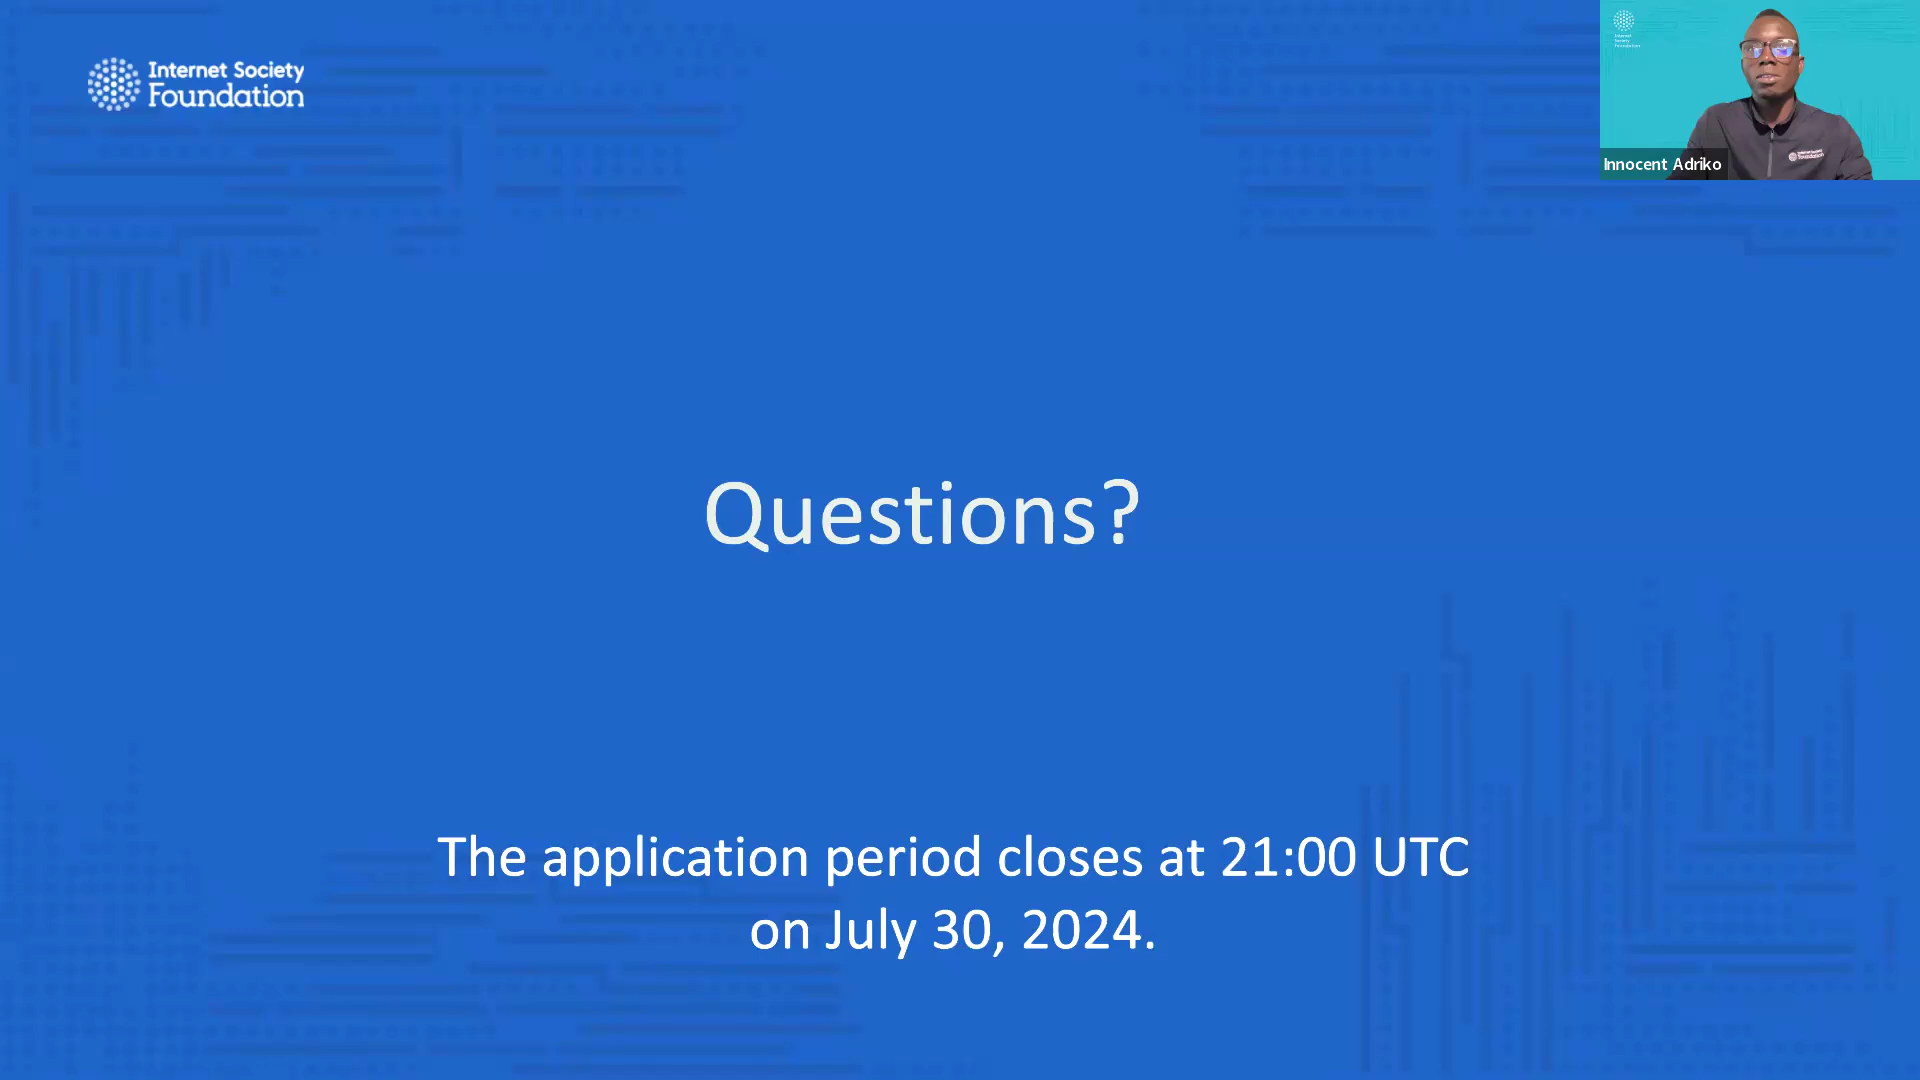 Internet Society
Foundation
Innocent Adriko
Questions?
The application period closes at 21:00 UTC
on July 30, 2024.